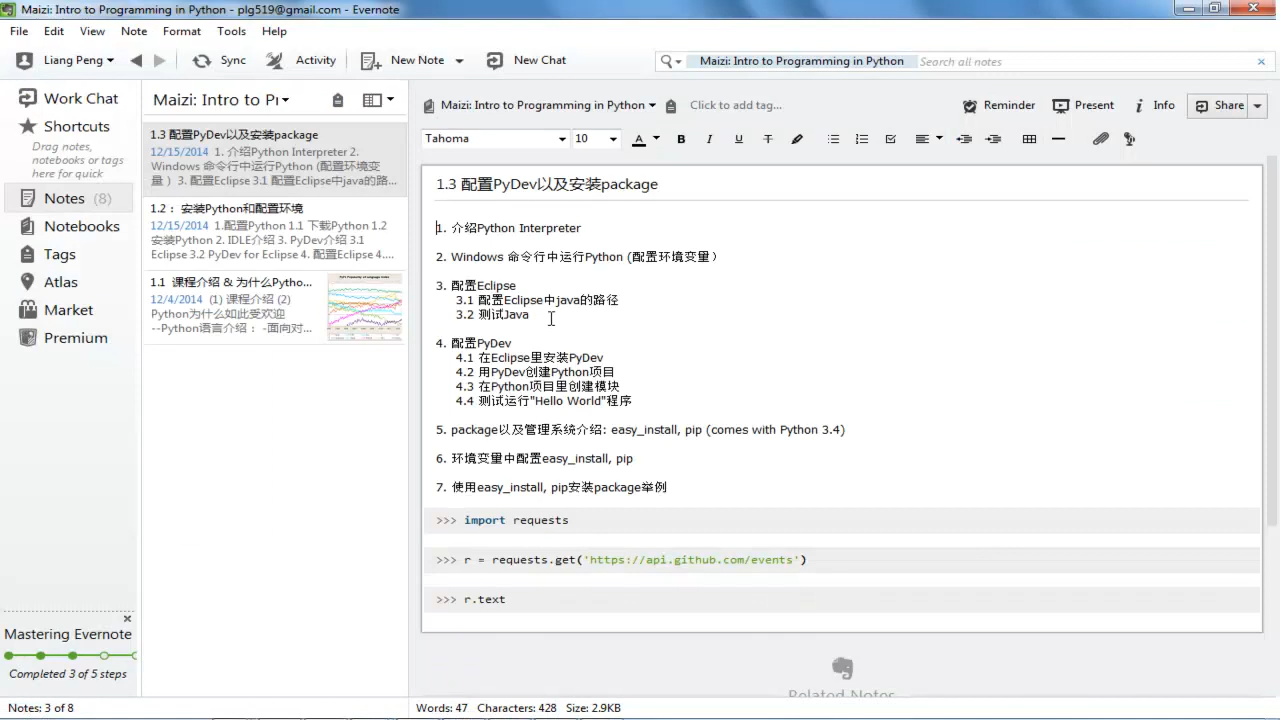 Maizi: Intro to Programming in Python - plg519@gmail.com - Evernote
File Edit View Note Format Tools Help
Liang Peng Sync Activity New Note New Chat
Maizi: Intro to Programming in Python Search all notes
Work Chat
Shortcuts
Drag notes,
notebooks or tags
here for quick
Notes (8)
Notebooks
Tags
Atlas
Market
Premium
Mastering Evernote
Completed 3 of 5 steps
Maizi: Intro to Pr
1.3 配置PyDev以及安装package
12/15/2014 1. 介绍Python Interpreter 2.
Windows 命令行中运行Python (配置环境变
量 ) 3. 配置Eclipse 3.1 配置Eclipse中java的路...
1.2 : 安装Python和配置环境
12/15/2014 1.配置Python 1.1 下载Python 1.2
安装Python 2. IDLE介绍 3. PyDev介绍 3.1
Eclipse 3.2 PyDev for Eclipse 4. 配置Eclipse 4....
1.1 课程介绍 & 为什么Pytho...
12/4/2014 (1) 课程介绍 (2)
Python为什么如此受欢迎
--Python语言介绍 : -面向对...
Maizi: Intro to Programming in Python Click to add tag...
Reminder Present Info Share
Tahoma 10 A B I U T
1.3 配置PyDev以及安装package
1. 介绍Python Interpreter
2. Windows 命令行中运行Python (配置环境变量 )
3. 配置Eclipse
3.1 配置Eclipse中java的路径
3.2 测试Java
4. 配置PyDev
4.1 在Eclipse里安装PyDev
4.2 用PyDev创建Python项目
4.3 在Python项目里创建模块
4.4 测试运行"Hello World"程序
5. package以及管理系统介绍: easy_install, pip (comes with Python 3.4)
6. 环境变量中配置easy_install, pip
7. 使用easy_install, pip安装package举例
>>> import requests
>>> r = requests.get('https://api.github.com/events')
>>> r.text
Related Notes
Notes: 3 of 8
Words: 47 Characters: 428 Size: 2.9KB